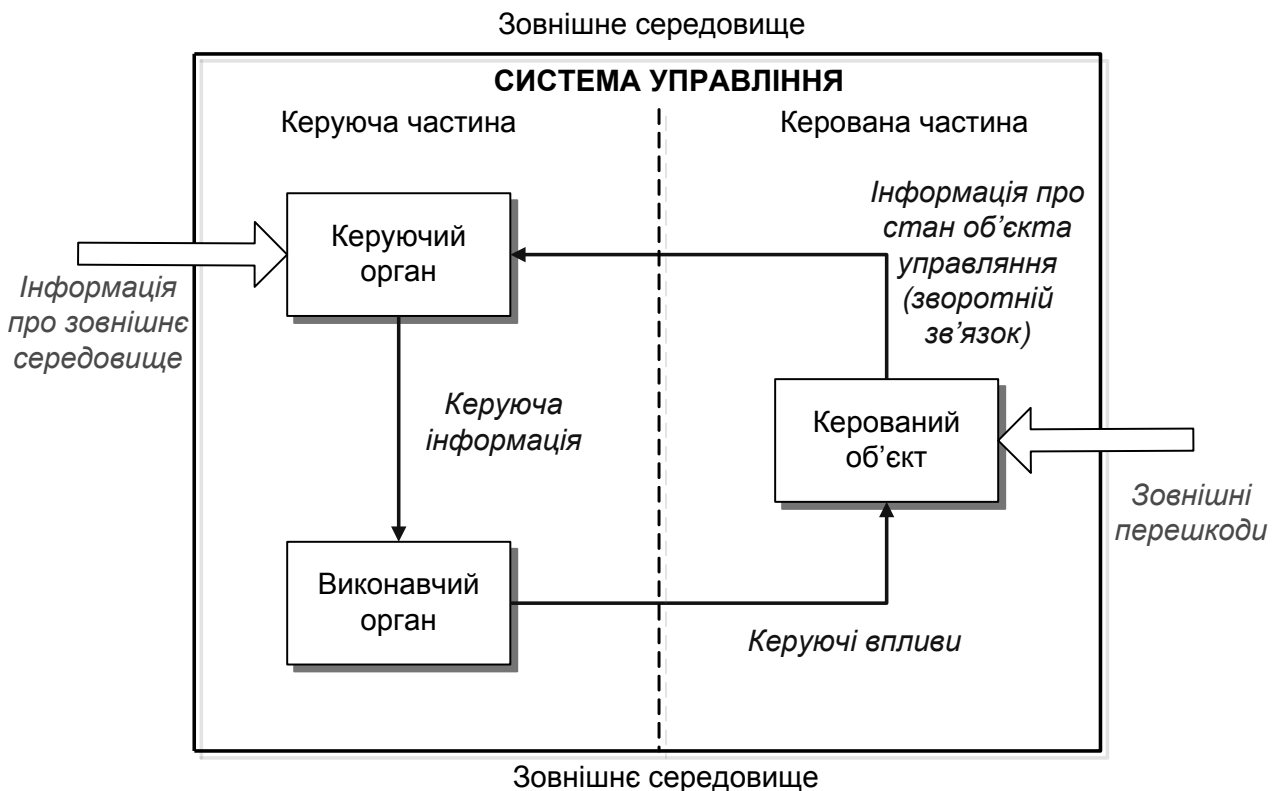 Зовнішне середовище
СИСТЕМА УПРАВЛІННЯ
Керуюча частина
Керована частина
Керуючий
орган
Інформація про
стан об’єкта
управляння
(зворотній
зв’язок)
Інформація
про зовнішнє
середовище
Керуюча
інформація
Керований
об’єкт
Зовнішні
перешкоди
Виконавчий
орган
Керуючі впливи
Зовнішнє середовище